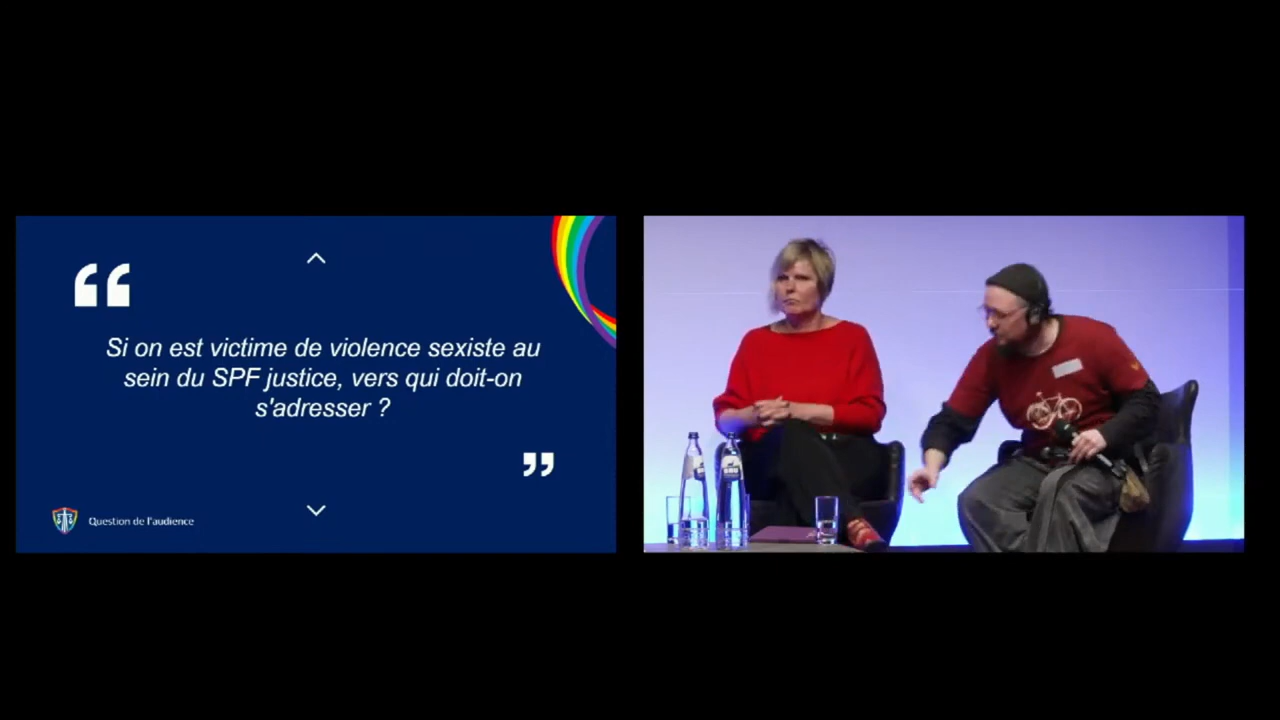 “
Si on est victime de violence sexiste au
sein du SPF justice, vers qui doit-on
s'adresser ?
”
Question de l'audience
BRU